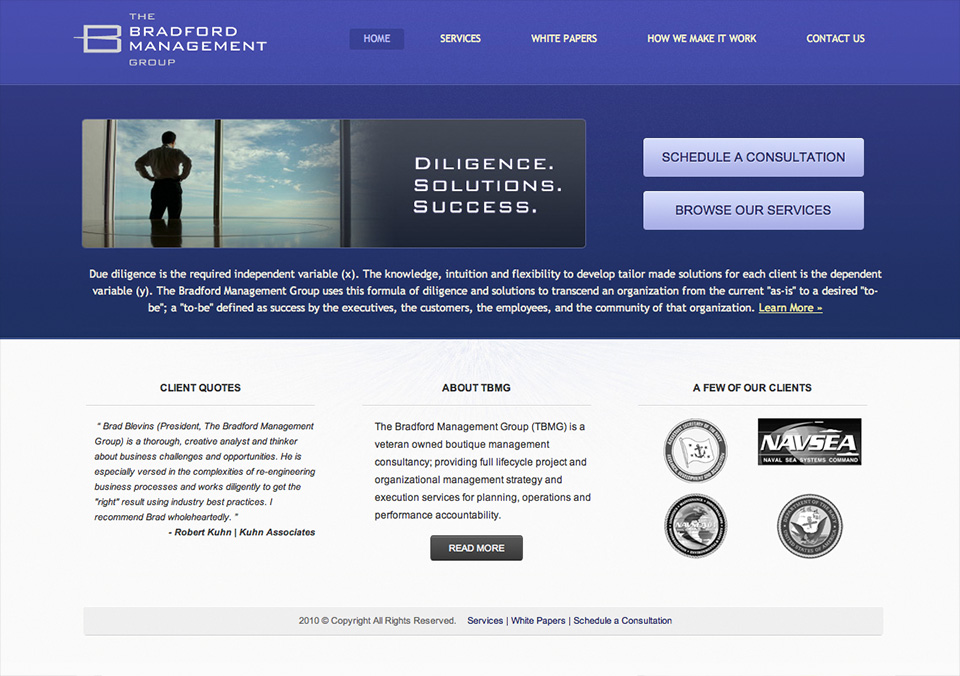 THE
BRADFORD
MANAGEMENT
GROUP
HOME SERVICES WHITE PAPERS HOW WE MAKE IT WORK CONTACT US
DILIGENCE.
SOLUTIONS.
SUCCESS.
SCHEDULE A CONSULTATION
BROWSE OUR SERVICES
Due diligence is the required independent variable (x). The knowledge, intuition and flexibility to develop tailor made solutions for each client is the dependent
variable (y). The Bradford Management Group uses this formula of diligence and solutions to transcend an organization from the current "as-is" to a desired "to-
be"; a "to-be" defined as success by the executives, the customers, the employees, and the community of that organization. Learn More »
CLIENT QUOTES
" Brad Blevins (President, The Bradford Management
Group) is a thorough, creative analyst and thinker
about business challenges and opportunities. He is
especially versed in the complexities of re-engineering
business processes and works diligently to get the
"right" result using industry best practices. I
recommend Brad wholeheartedly. "
- Robert Kuhn | Kuhn Associates
ABOUT TBMG
The Bradford Management Group (TBMG) is a
veteran owned boutique management
consultancy; providing full lifecycle project and
organizational management strategy and
execution services for planning, operations and
performance accountability.
READ MORE
A FEW OF OUR CLIENTS
NAVSEA
NAVAL SEA SYSTEMS COMMAND
NAVSEA
DEPARTMENT OF THE NAVY
UNITED STATES OF AMERICA
2010 © Copyright All Rights Reserved. Services | White Papers | Schedule a Consultation